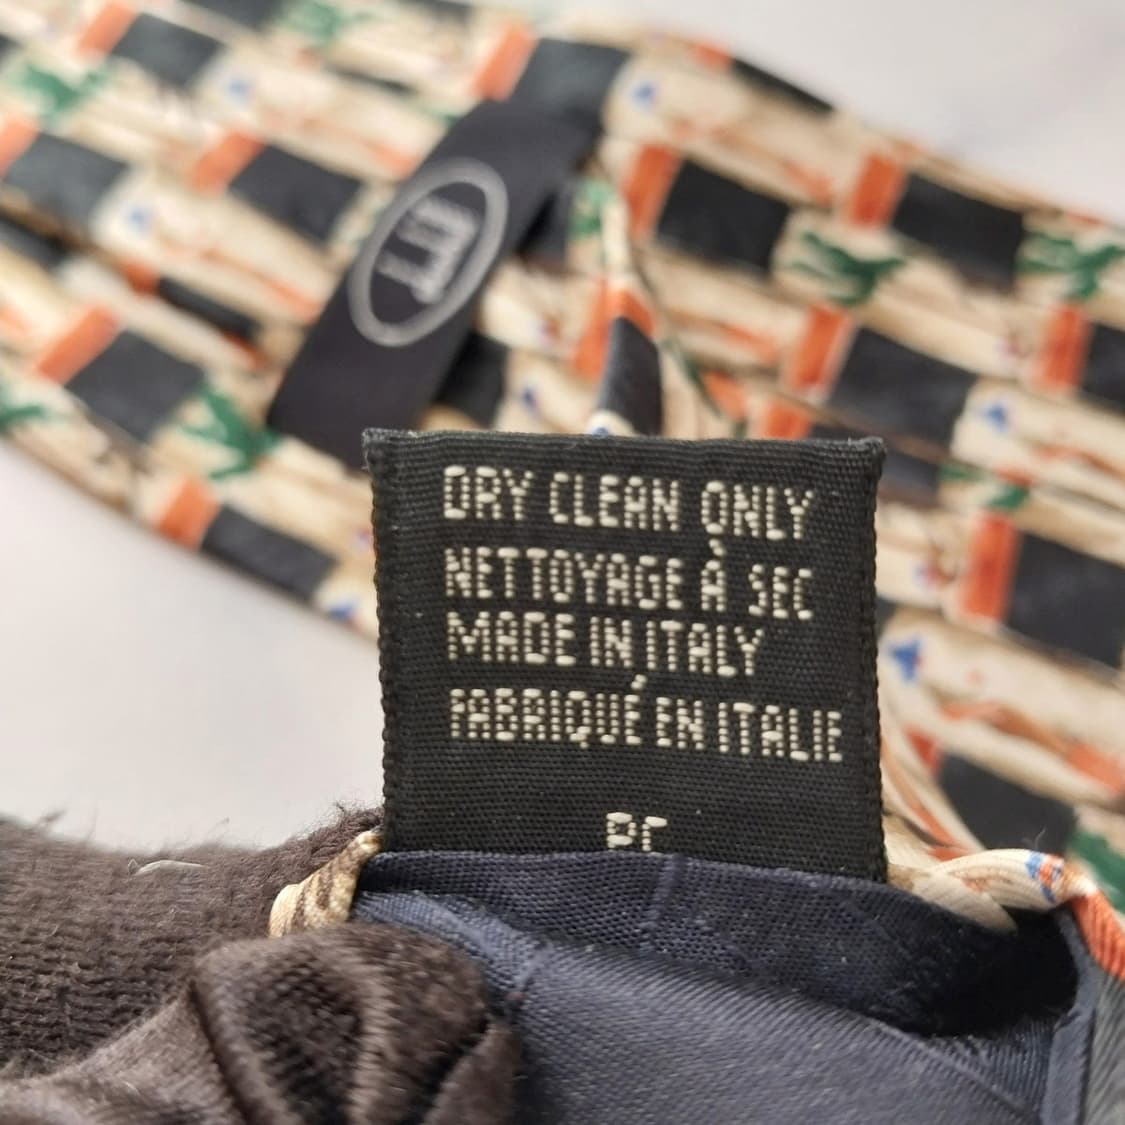 DRY CLEAN ONLY
NETTOYAGE À SEC
MADE IN ITALY
FABRIQUÉ EN ITALIE